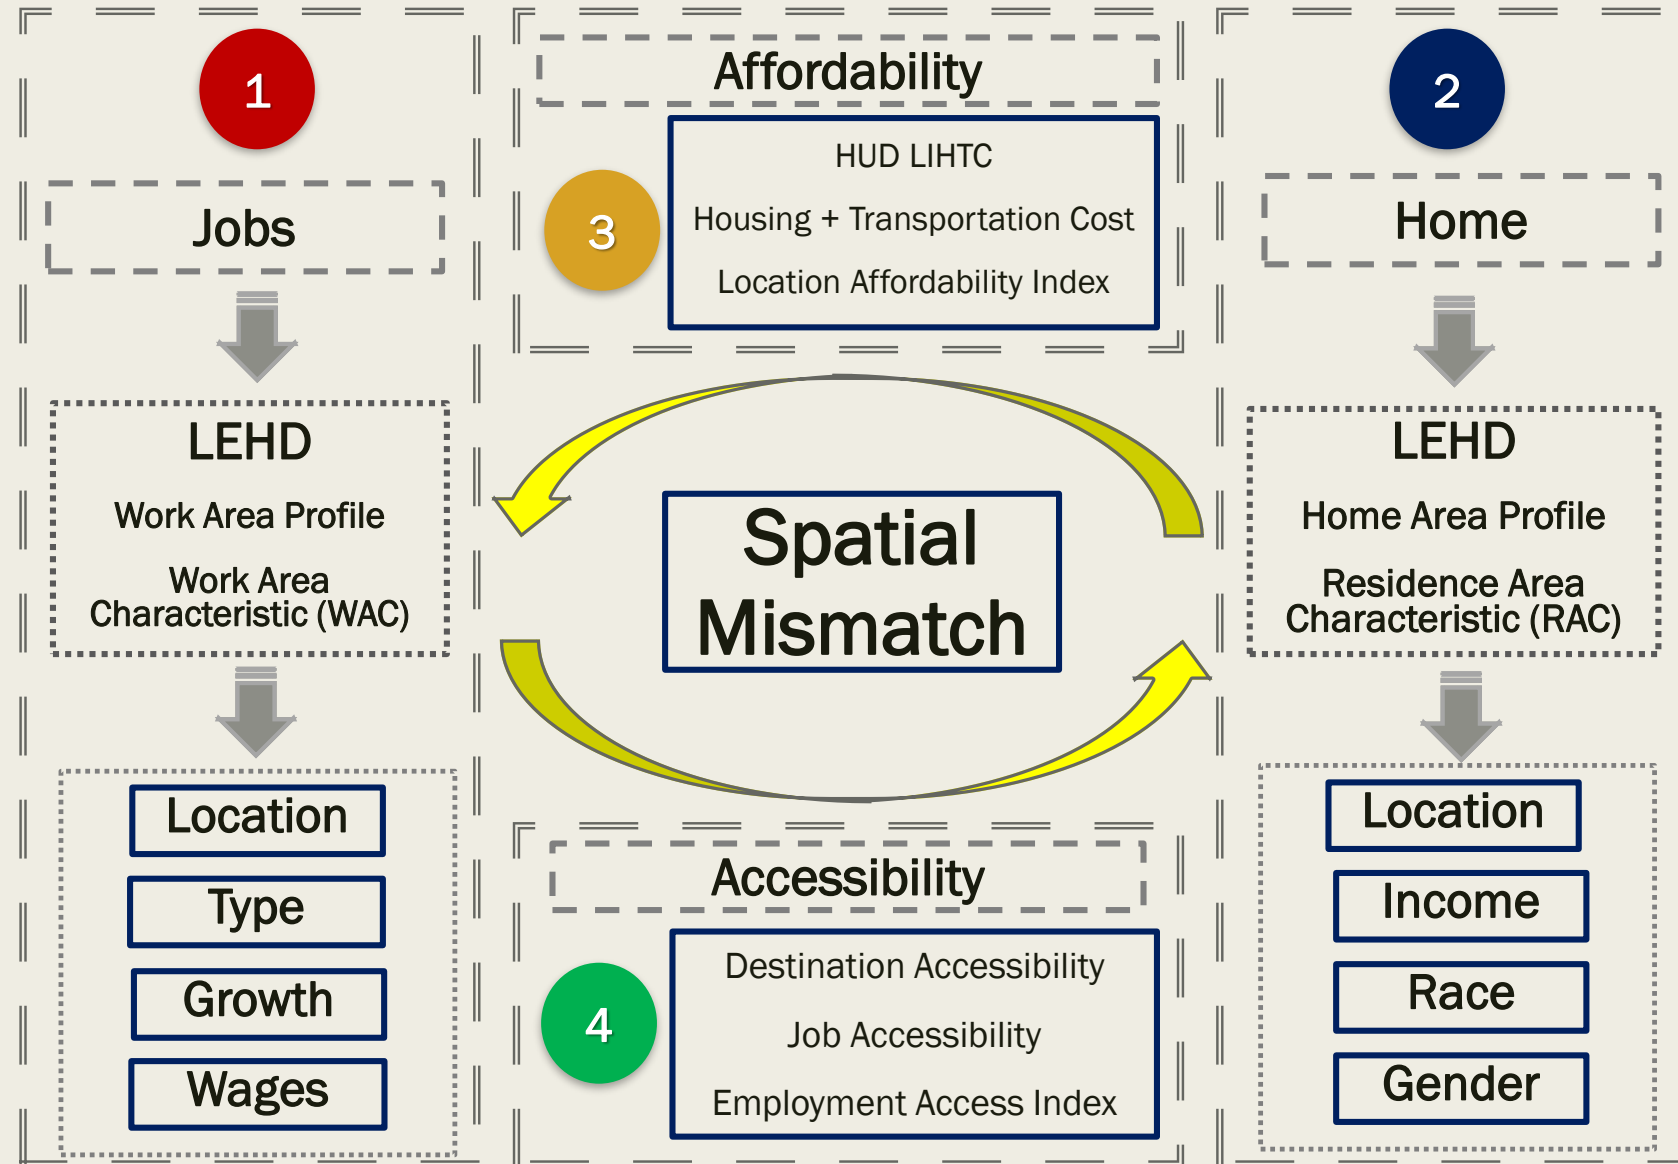 1
Jobs
LEHD
Work Area Profile
Work Area
Characteristic (WAC)
Location
Type
Growth
Wages
Affordability
3
HUD LIHTC
Housing + Transportation Cost
Location Affordability Index
Spatial
Mismatch
Accessibility
4
Destination Accessibility
Job Accessibility
Employment Access Index
2
Home
LEHD
Home Area Profile
Residence Area
Characteristic (RAC)
Location
Income
Race
Gender